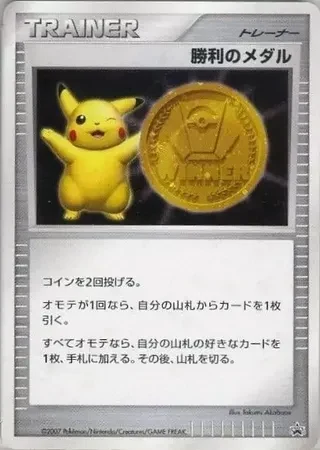 TRAINER
トレーナー
勝利のメダル
WINNER
コインを2回投げる。
オモテが1回なら、自分の山札からカードを1枚
引く。
すべてオモテなら、自分の山札の好きなカードを
1枚、手札に加える。その後、山札を切る。
Illus. Takumi Akabane
©2007 Pokémon/Nintendo/Creatures/GAME FREAK.